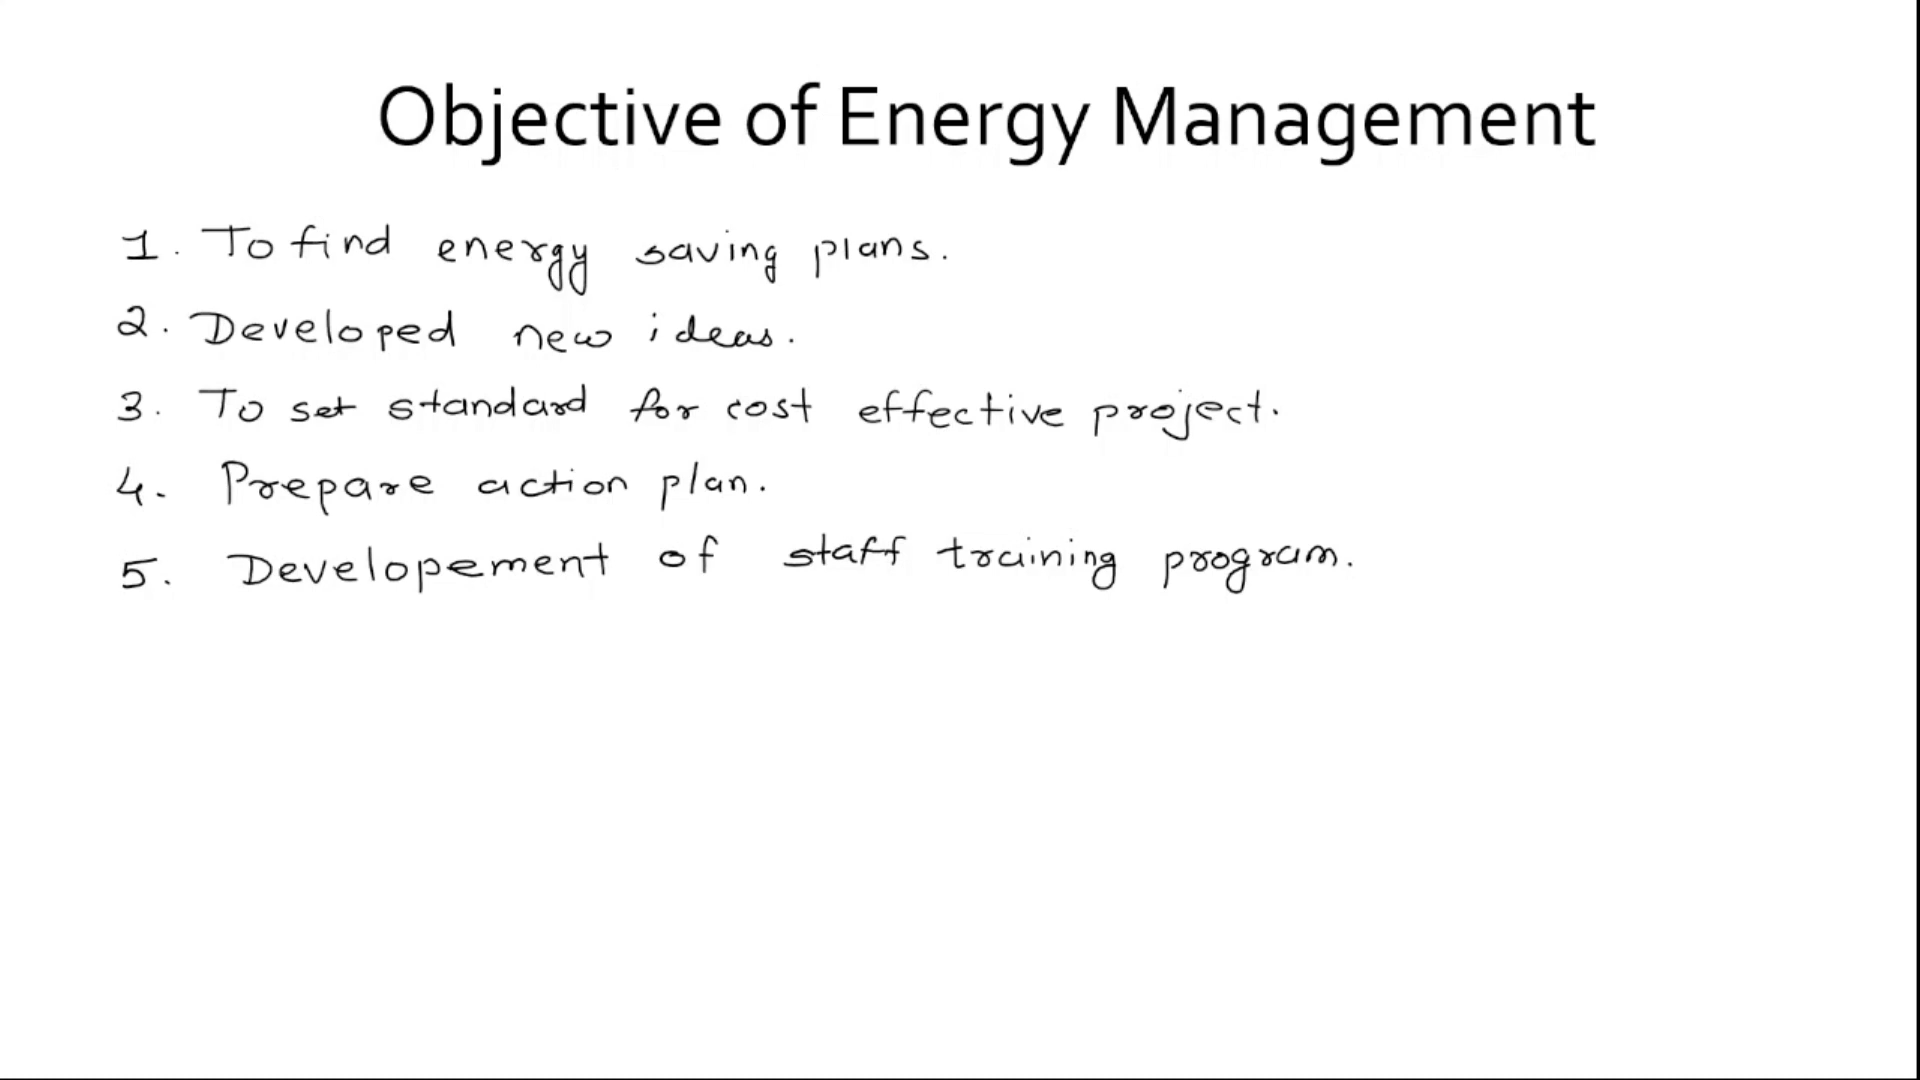 Objective of Energy Management
1. To find energy saving plans.
2. Developed new ideas.
3. To set standard for cost effective project.
4. Prepare action plan.
5. Developement of staff training program.